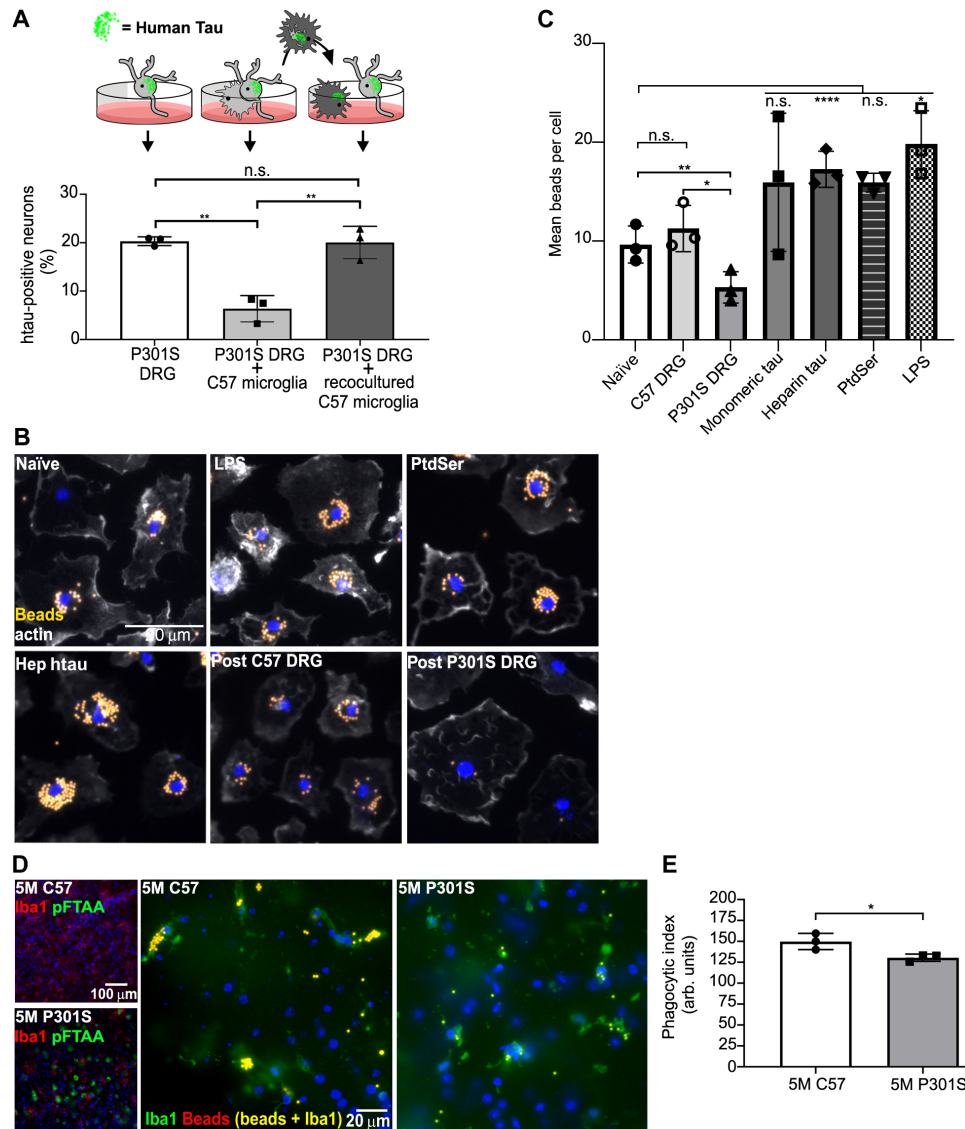 A
= Human Tau
n.s.
**
**
30
20
10
0
htau-positive neurons
(%)
P301S
DRG
P301S DRG
+
C57 microglia
P301S DRG
+
recocultured
C57 microglia
C
30
20
10
0
Mean beads per cell
n.s.
**
*
n.s.
****
n.s.
*
Naïve
C57 DRG
P301S DRG
Monomeric tau
Heparin tau
PtdSer
LPS
B
Naïve
LPS
PtdSer
Beads
actin
20 μm
Hep htau
Post C57 DRG
Post P301S DRG
D
5M C57
Iba1 pFTAA
100 μm
5M P301S
Iba1 pFTAA
5M C57
Iba1 Beads (beads + Iba1)
20 μm
5M P301S
E
200
175
150
125
100
75
50
25
0
Phagocytic index
(arb. units)
*
5M C57
5M P301S